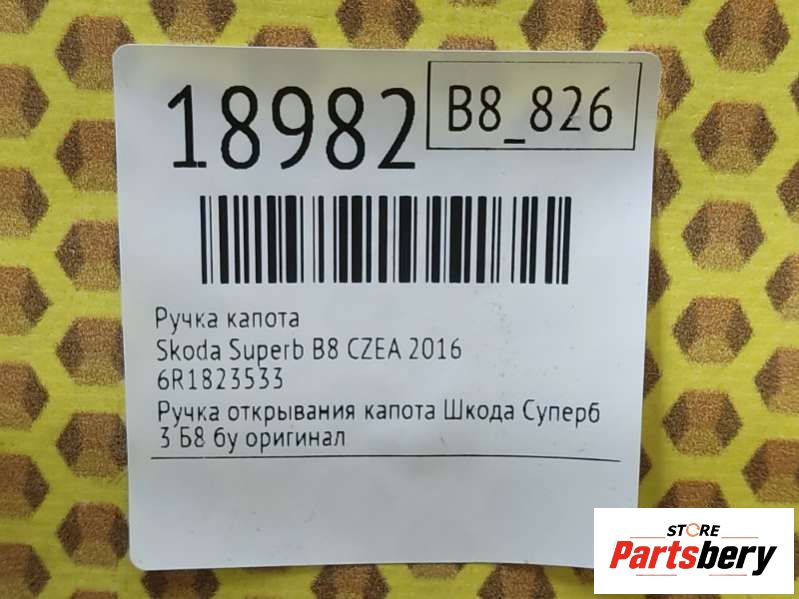 18982
B8_826
Ручка капота
Skoda Superb B8 CZEA 2016
6R1823533
Ручка открывания капота Шкода Суперб
3 Б8 бу оригинал
STORE
Partsbery